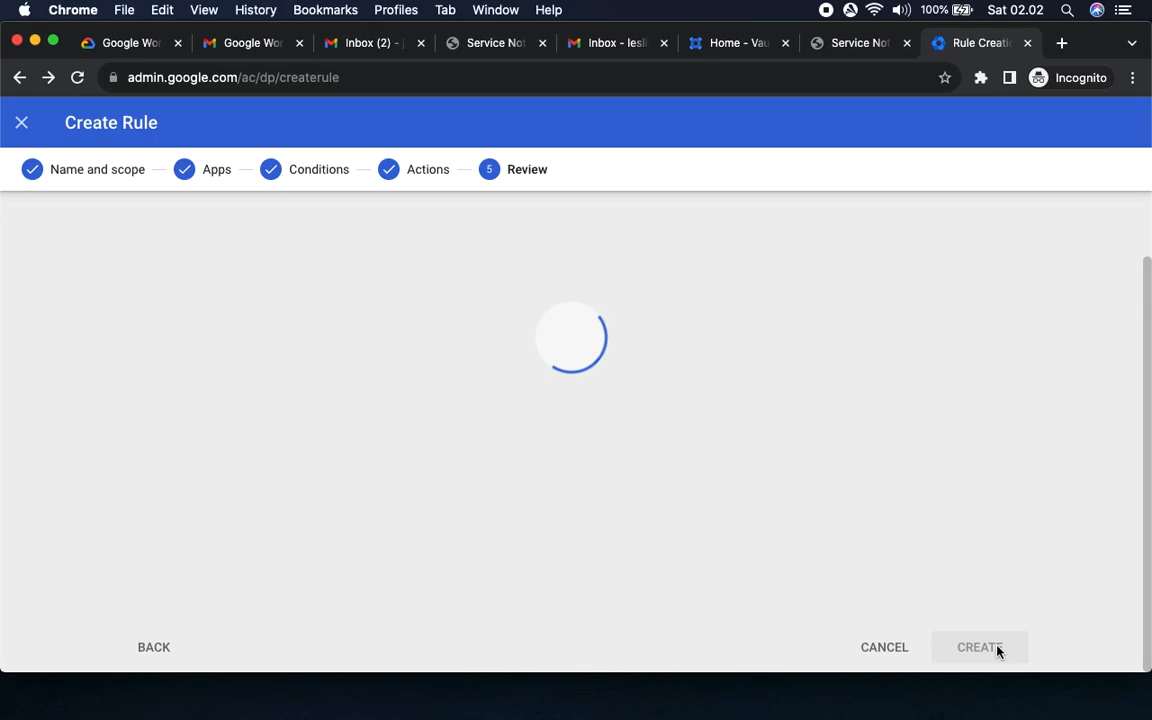 Chrome File Edit View History Bookmarks Profiles Tab Window Help 100% Sat 02.02
Google Wor Google Wor Inbox (2) - Service Not Inbox - lesli Home - Vau Service Not Rule Creatic
admin.google.com/ac/dp/createrule Incognito
Create Rule
Name and scope Apps Conditions Actions 5 Review
BACK CANCEL CREATE